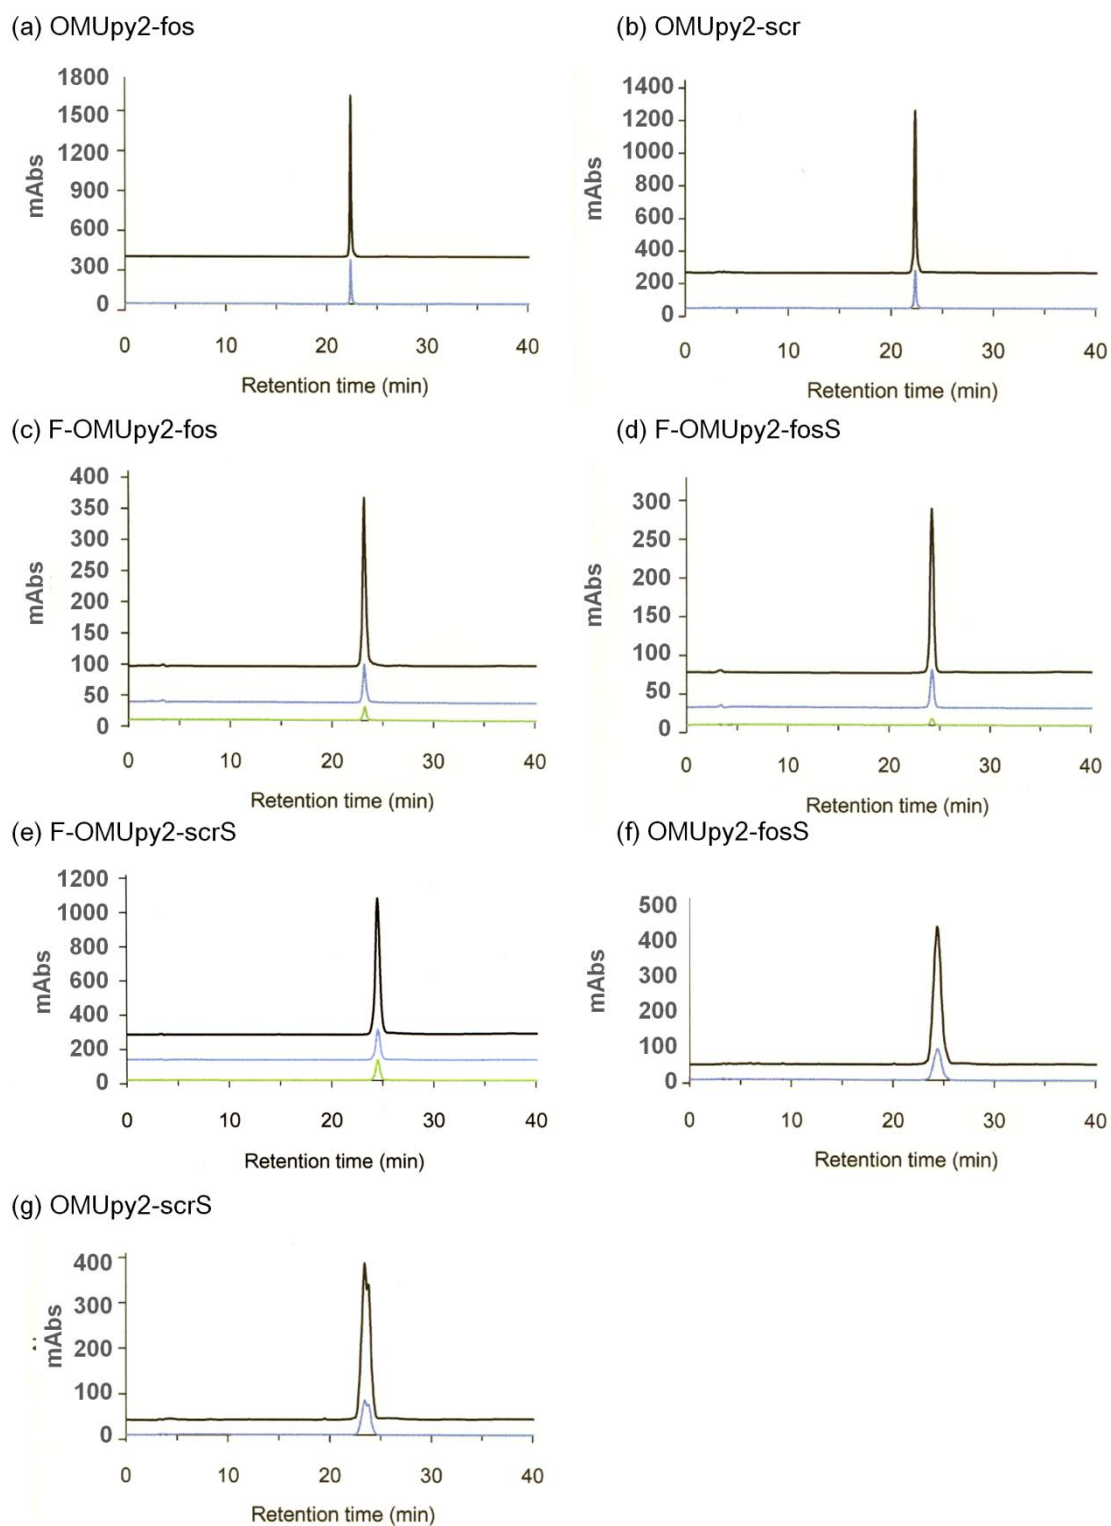 (a) OMUpy2-fos
1800
1500
1200
900
600
300
0
mAbs
0 10 20 30 40
Retention time (min)
(b) OMUpy2-scr
1400
1200
1000
800
600
400
200
0
mAbs
0 10 20 30 40
Retention time (min)
(c) F-OMUpy2-fos
400
350
300
250
200
150
100
50
0
mAbs
0 10 20 30 40
Retention time (min)
(d) F-OMUpy2-fosS
300
250
200
150
100
50
0
mAbs
0 10 20 30 40
Retention time (min)
(e) F-OMUpy2-scrS
1200
1000
800
600
400
200
0
mAbs
0 10 20 30 40
Retention time (min)
(f) OMUpy2-fosS
500
400
300
200
100
0
mAbs
0 10 20 30 40
Retention time (min)
(g) OMUpy2-scrS
400
300
200
100
0
mAbs
0 10 20 30 40
Retention time (min)